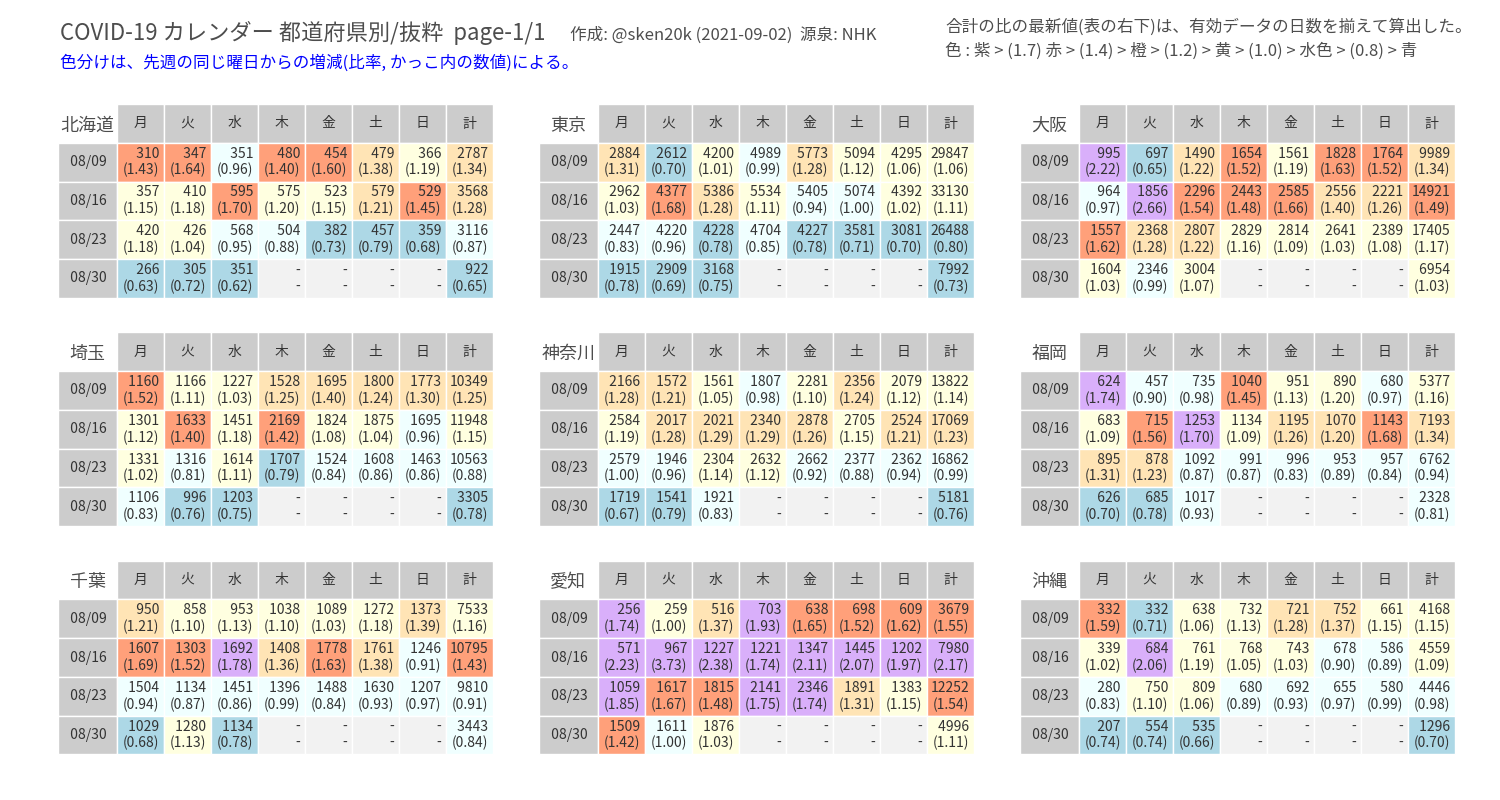 COVID-19 カレンダー 都道府県別/抜粋 page-1/1 作成: @sken20k (2021-09-02) 源泉: NHK
色分けは、先週の同じ曜日からの増減(比率, かっこ内の数値)による。
合計の比の最新値(表の右下)は、有効データの日数を揃えて算出した。
色 : 紫 > (1.7) 赤 > (1.4) > 橙 > (1.2) > 黄 > (1.0) > 水色 > (0.8) > 青
北海道 月 火 水 木 金 土 日 計
08/09 310 347 351 480 454 479 366 2787
(1.43) (1.64) (0.96) (1.40) (1.60) (1.38) (1.19) (1.34)
08/16 357 410 595 575 523 579 529 3568
(1.15) (1.18) (1.70) (1.20) (1.15) (1.21) (1.45) (1.28)
08/23 420 426 568 504 382 457 359 3116
(1.18) (1.04) (0.95) (0.88) (0.73) (0.79) (0.68) (0.87)
08/30 266 305 351 - - - - 922
(0.63) (0.72) (0.62) - - - - (0.65)
東京 月 火 水 木 金 土 日 計
08/09 2884 2612 4200 4989 5773 5094 4295 29847
(1.31) (0.70) (1.01) (0.99) (1.28) (1.12) (1.06) (1.06)
08/16 2962 4377 5386 5534 5405 5074 4392 33130
(1.03) (1.68) (1.28) (1.11) (0.94) (1.00) (1.02) (1.11)
08/23 2447 4220 4228 4704 4227 3581 3081 26488
(0.83) (0.96) (0.78) (0.85) (0.78) (0.71) (0.70) (0.80)
08/30 1915 2909 3168 - - - - 7992
(0.78) (0.69) (0.75) - - - - (0.73)
大阪 月 火 水 木 金 土 日 計
08/09 995 697 1490 1654 1561 1828 1764 9989
(2.22) (0.65) (1.22) (1.52) (1.19) (1.63) (1.52) (1.34)
08/16 964 1856 2296 2443 2585 2556 2221 14921
(0.97) (2.66) (1.54) (1.48) (1.66) (1.40) (1.26) (1.49)
08/23 1557 2368 2807 2829 2814 2641 2389 17405
(1.62) (1.28) (1.22) (1.16) (1.09) (1.03) (1.08) (1.17)
08/30 1604 2346 3004 - - - - 6954
(1.03) (0.99) (1.07) - - - - (1.03)
埼玉 月 火 水 木 金 土 日 計
08/09 1160 1166 1227 1528 1695 1800 1773 10349
(1.52) (1.11) (1.03) (1.25) (1.40) (1.24) (1.30) (1.25)
08/16 1301 1633 1451 2169 1824 1875 1695 11948
(1.12) (1.40) (1.18) (1.42) (1.08) (1.04) (0.96) (1.15)
08/23 1331 1316 1614 1707 1524 1608 1463 10563
(1.02) (0.81) (1.11) (0.79) (0.84) (0.86) (0.86) (0.88)
08/30 1106 996 1203 - - - - 3305
(0.83) (0.76) (0.75) - - - - (0.78)
神奈川 月 火 水 木 金 土 日 計
08/09 2166 1572 1561 1807 2281 2356 2079 13822
(1.28) (1.21) (1.05) (0.98) (1.10) (1.24) (1.12) (1.14)
08/16 2584 2017 2021 2340 2878 2705 2524 17069
(1.19) (1.28) (1.29) (1.29) (1.26) (1.15) (1.21) (1.23)
08/23 2579 1946 2304 2632 2662 2377 2362 16862
(1.00) (0.96) (1.14) (1.12) (0.92) (0.88) (0.94) (0.99)
08/30 1719 1541 1921 - - - - 5181
(0.67) (0.79) (0.83) - - - - (0.76)
福岡 月 火 水 木 金 土 日 計
08/09 624 457 735 1040 951 890 680 5377
(1.74) (0.90) (0.98) (1.45) (1.13) (1.20) (0.97) (1.16)
08/16 683 715 1253 1134 1195 1070 1143 7193
(1.09) (1.56) (1.70) (1.09) (1.26) (1.20) (1.68) (1.34)
08/23 895 878 1092 991 996 953 957 6762
(1.31) (1.23) (0.87) (0.87) (0.83) (0.89) (0.84) (0.94)
08/30 626 685 1017 - - - - 2328
(0.70) (0.78) (0.93) - - - - (0.81)
千葉 月 火 水 木 金 土 日 計
08/09 950 858 953 1038 1089 1272 1373 7533
(1.21) (1.10) (1.13) (1.10) (1.03) (1.18) (1.39) (1.16)
08/16 1607 1303 1692 1408 1778 1761 1246 10795
(1.69) (1.52) (1.78) (1.36) (1.63) (1.38) (0.91) (1.43)
08/23 1504 1134 1451 1396 1488 1630 1207 9810
(0.94) (0.87) (0.86) (0.99) (0.84) (0.93) (0.97) (0.91)
08/30 1029 1280 1134 - - - - 3443
(0.68) (1.13) (0.78) - - - - (0.84)
愛知 月 火 水 木 金 土 日 計
08/09 256 259 516 703 638 698 609 3679
(1.74) (1.00) (1.37) (1.93) (1.65) (1.52) (1.62) (1.55)
08/16 571 967 1227 1221 1347 1445 1202 7980
(2.23) (3.73) (2.38) (1.74) (2.11) (2.07) (1.97) (2.17)
08/23 1059 1617 1815 2141 2346 1891 1383 12252
(1.85) (1.67) (1.48) (1.75) (1.74) (1.31) (1.15) (1.54)
08/30 1509 1611 1876 - - - - 4996
(1.42) (1.00) (1.03) - - - - (1.11)
沖縄 月 火 水 木 金 土 日 計
08/09 332 332 638 732 721 752 661 4168
(1.59) (0.71) (1.06) (1.13) (1.28) (1.37) (1.15) (1.15)
08/16 339 684 761 768 743 678 586 4559
(1.02) (2.06) (1.19) (1.05) (1.03) (0.90) (0.89) (1.09)
08/23 280 750 809 680 692 655 580 4446
(0.83) (1.10) (1.06) (0.89) (0.93) (0.97) (0.99) (0.98)
08/30 207 554 535 - - - - 1296
(0.74) (0.74) (0.66) - - - - (0.70)